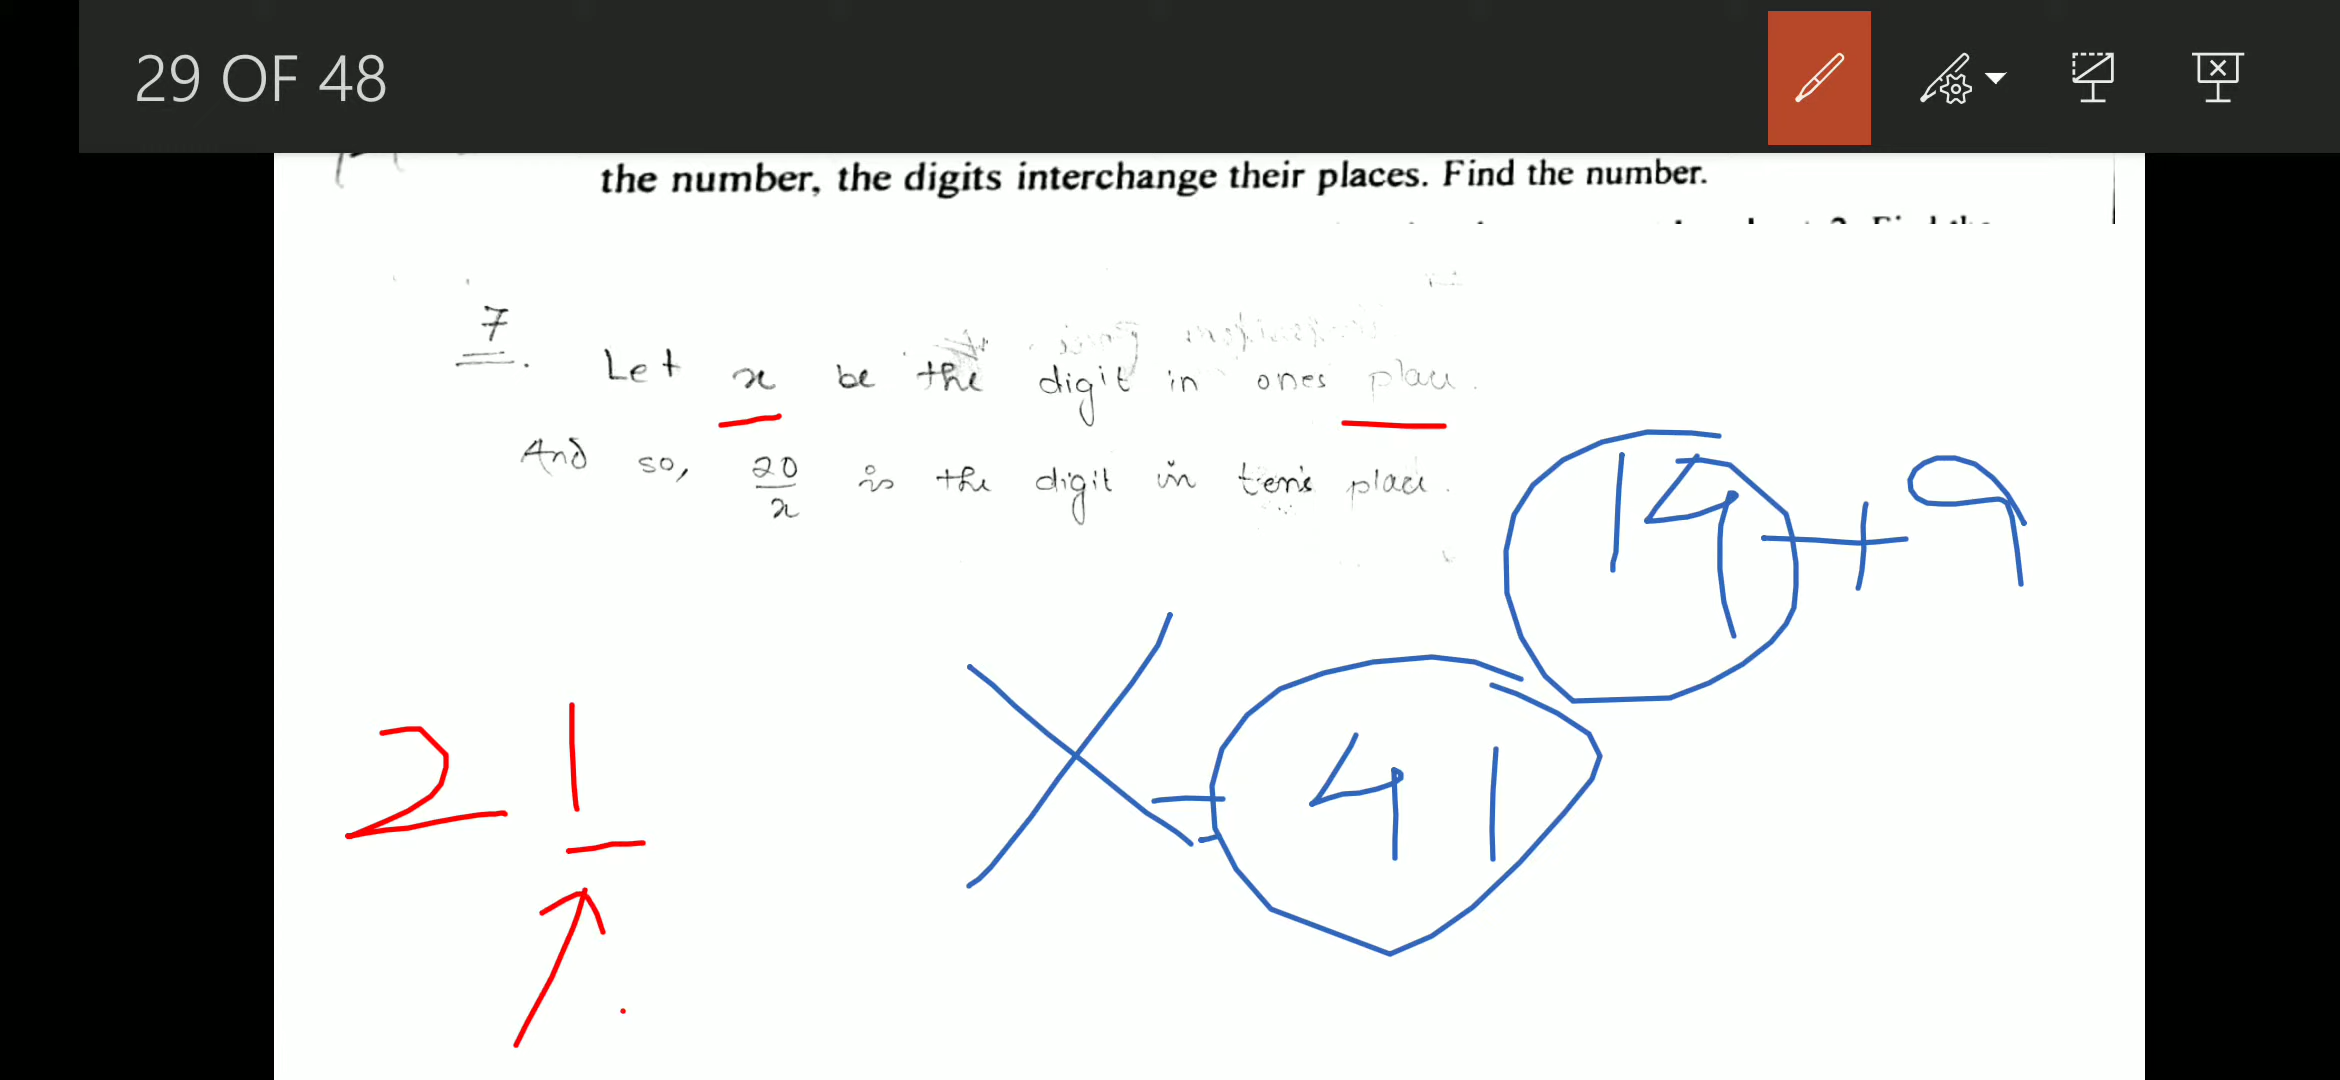 29 OF 48
the number, the digits interchange their places. Find the number.
7. Let x be the digit in ones place.
And so, 20/x is the digit in ten's place.
14 + 9
X = 41
21